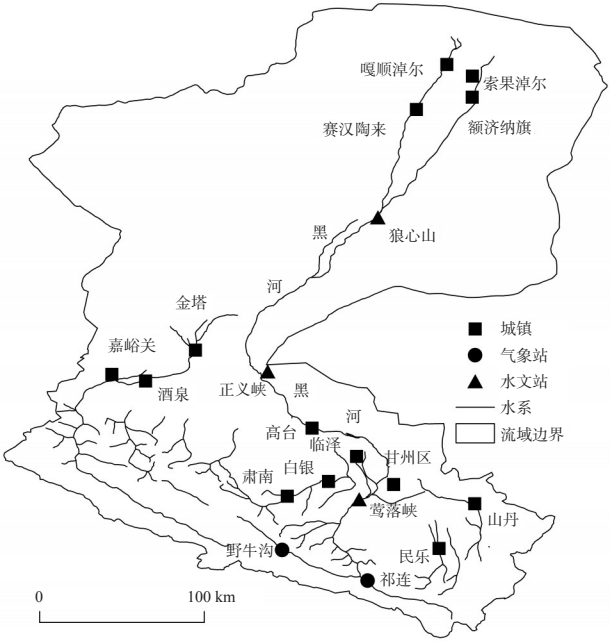 嘎顺淖尔
索果淖尔
赛汉陶来
额济纳旗
黑
狼心山
河
金塔
嘉峪关
酒泉
正义峡
黑
河
高台
临泽
甘州区
白银
肃南
莺落峡
山丹
野牛沟
民乐
祁连
城镇
气象站
水文站
水系
流域边界
0
100 km